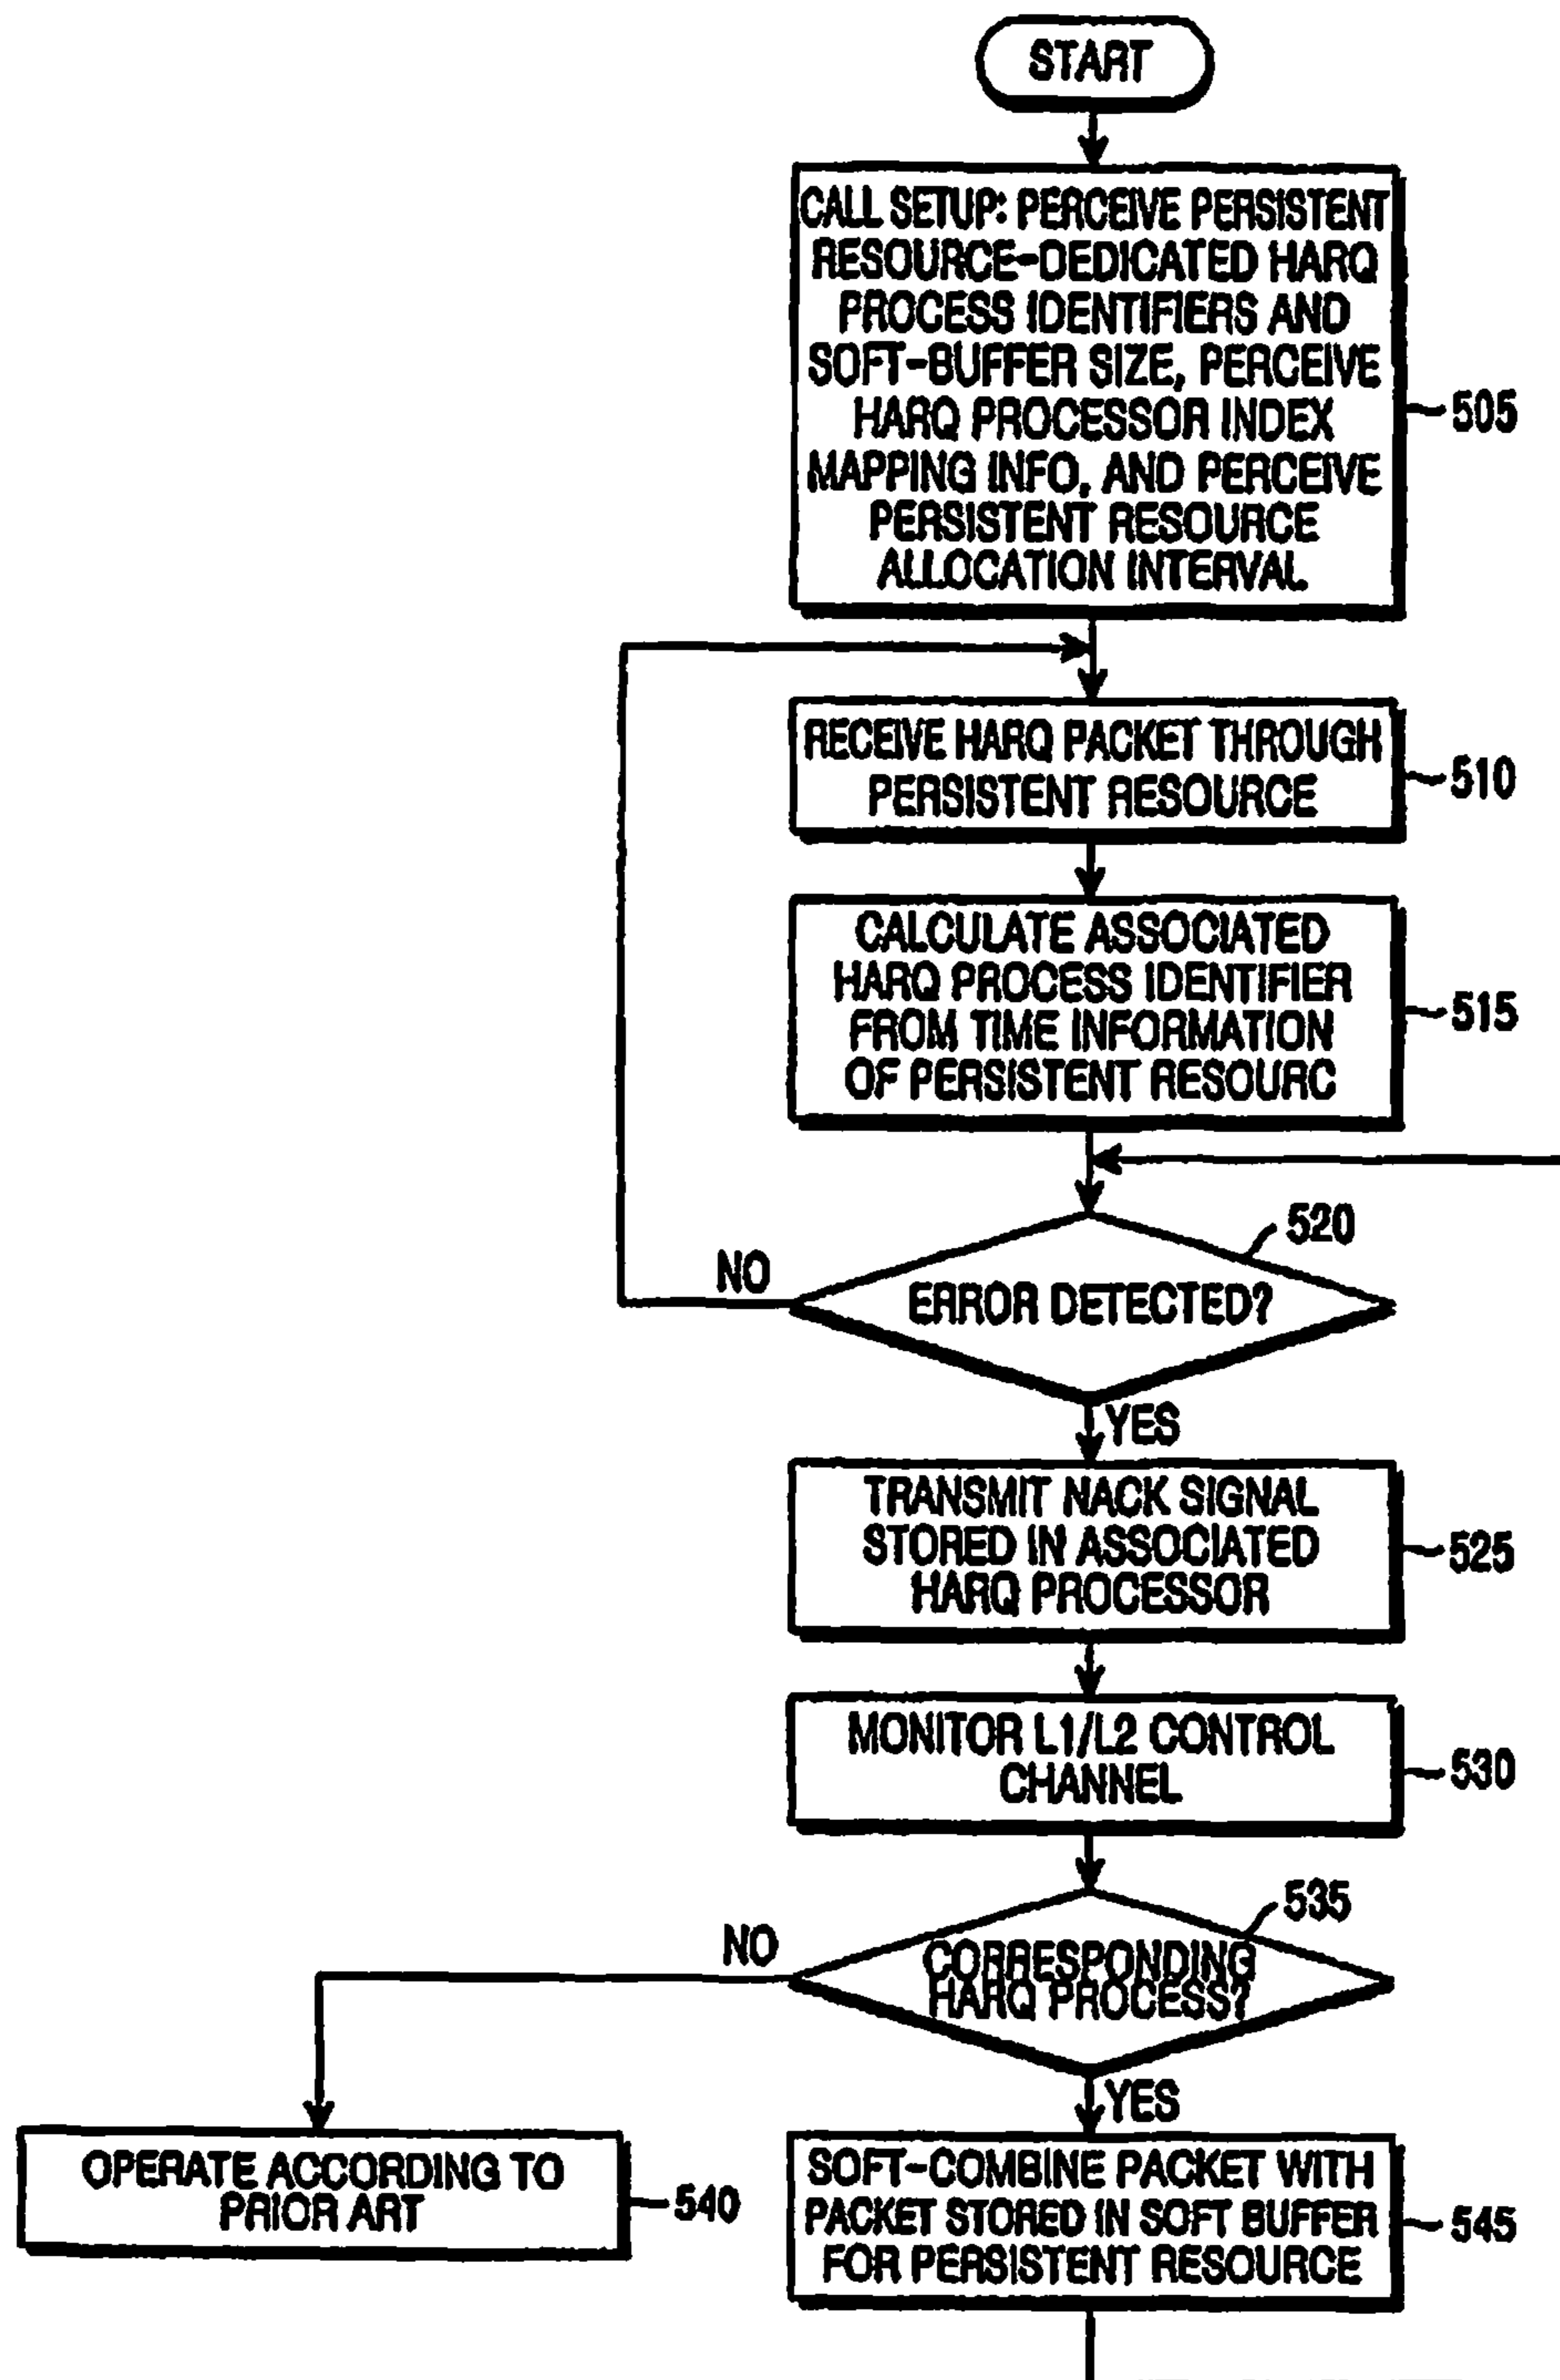 START
CALL SETUP: PERCEIVE PERSISTENT
RESOURCE-DEDICATED HARQ
PROCESS IDENTIFIERS AND
SOFT-BUFFER SIZE, PERCEIVE
HARQ PROCESSOR INDEX
MAPPING INFO, AND PERCEIVE
PERSISTENT RESOURCE
ALLOCATION INTERVAL
505
RECEIVE HARQ PACKET THROUGH
PERSISTENT RESOURCE
510
CALCULATE ASSOCIATED
HARQ PROCESS IDENTIFIER
FROM TIME INFORMATION
OF PERSISTENT RESOURC
515
520
NO
ERROR DETECTED?
YES
TRANSMIT NACK SIGNAL
STORED IN ASSOCIATED
HARQ PROCESSOR
525
MONITOR L1/L2 CONTROL
CHANNEL
530
535
NO
CORRESPONDING
HARQ PROCESS?
YES
OPERATE ACCORDING TO
PRIOR ART
540
SOFT-COMBINE PACKET WITH
PACKET STORED IN SOFT BUFFER
FOR PERSISTENT RESOURCE
545